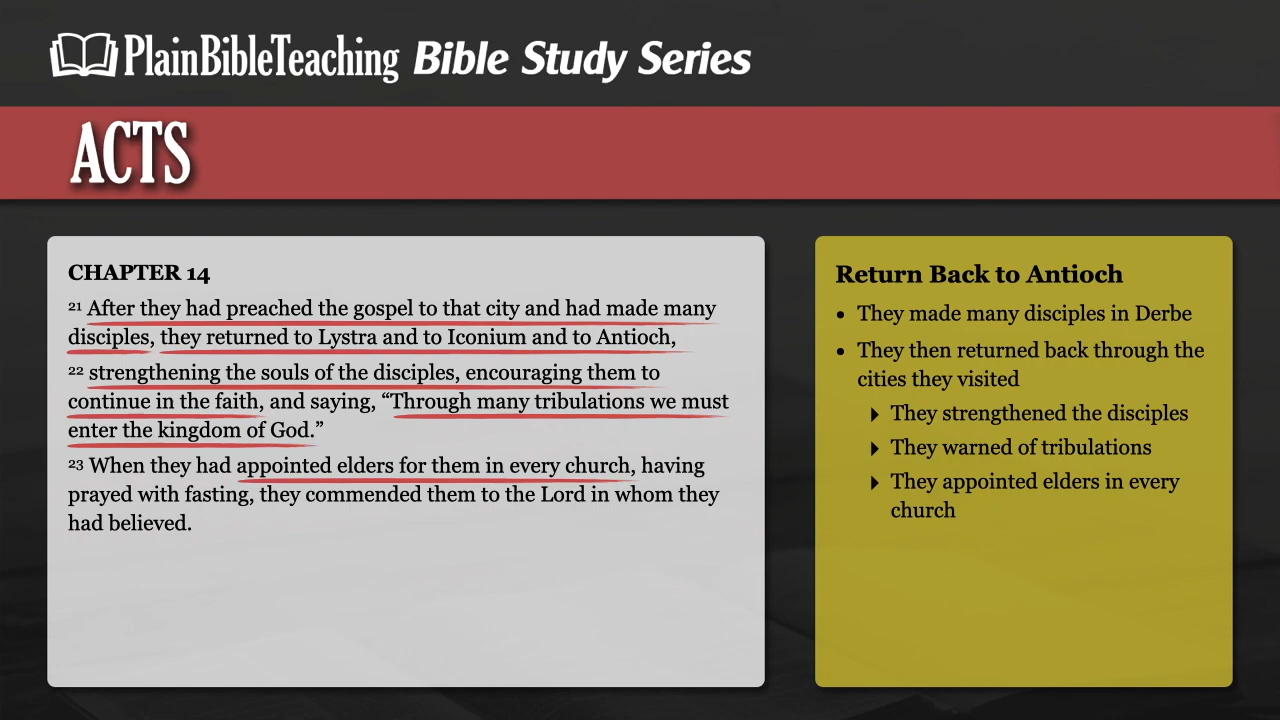 PlainBibleTeaching Bible Study Series
ACTS
CHAPTER 14
21 After they had preached the gospel to that city and had made many
disciples, they returned to Lystra and to Iconium and to Antioch,
22 strengthening the souls of the disciples, encouraging them to
continue in the faith, and saying, “Through many tribulations we must
enter the kingdom of God.”
23 When they had appointed elders for them in every church, having
prayed with fasting, they commended them to the Lord in whom they
had believed.
Return Back to Antioch
• They made many disciples in Derbe
• They then returned back through the
cities they visited
▸ They strengthened the disciples
▸ They warned of tribulations
▸ They appointed elders in every
church